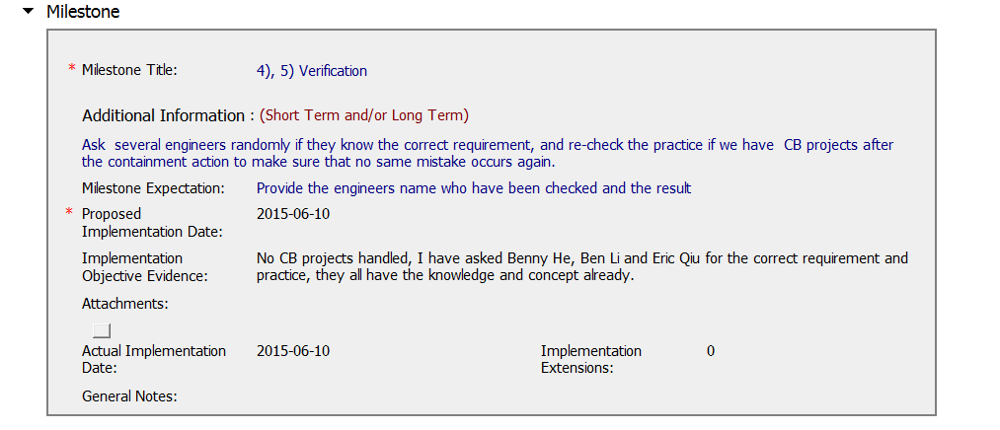 Milestone
* Milestone Title: 4), 5) Verification
Additional Information : (Short Term and/or Long Term)
Ask several engineers randomly if they know the correct requirement, and re-check the practice if we have CB projects after
the containment action to make sure that no same mistake occurs again.
Milestone Expectation: Provide the engineers name who have been checked and the result
* Proposed 2015-06-10
Implementation Date:
Implementation No CB projects handled, I have asked Benny He, Ben Li and Eric Qiu for the correct requirement and
Objective Evidence: practice, they all have the knowledge and concept already.
Attachments:
Actual Implementation 2015-06-10 Implementation 0
Date: Extensions:
General Notes: